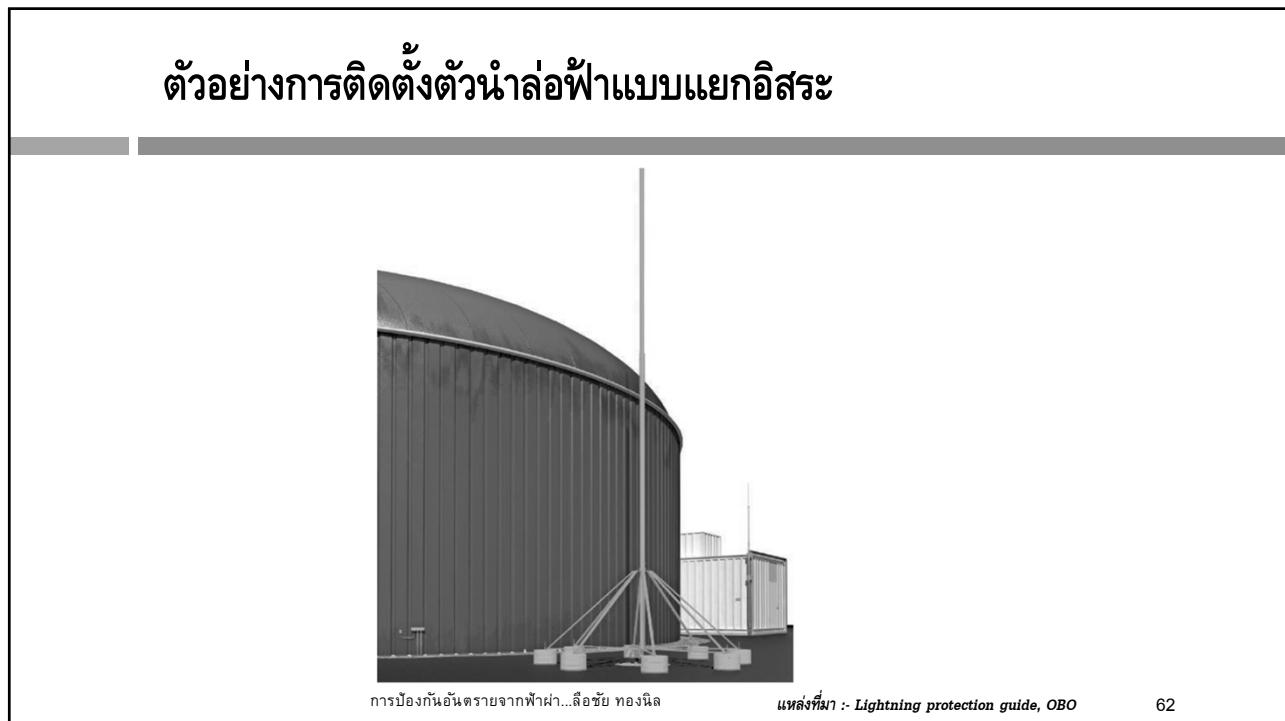 ตัวอย่างการติดตั้งตัวนำล่อฟ้าแบบแยกอิสระ
การป้องกันอันตรายจากฟ้าผ่า...ลือชัย ทองนิล
แหล่งที่มา :- Lightning protection guide, OBO
62